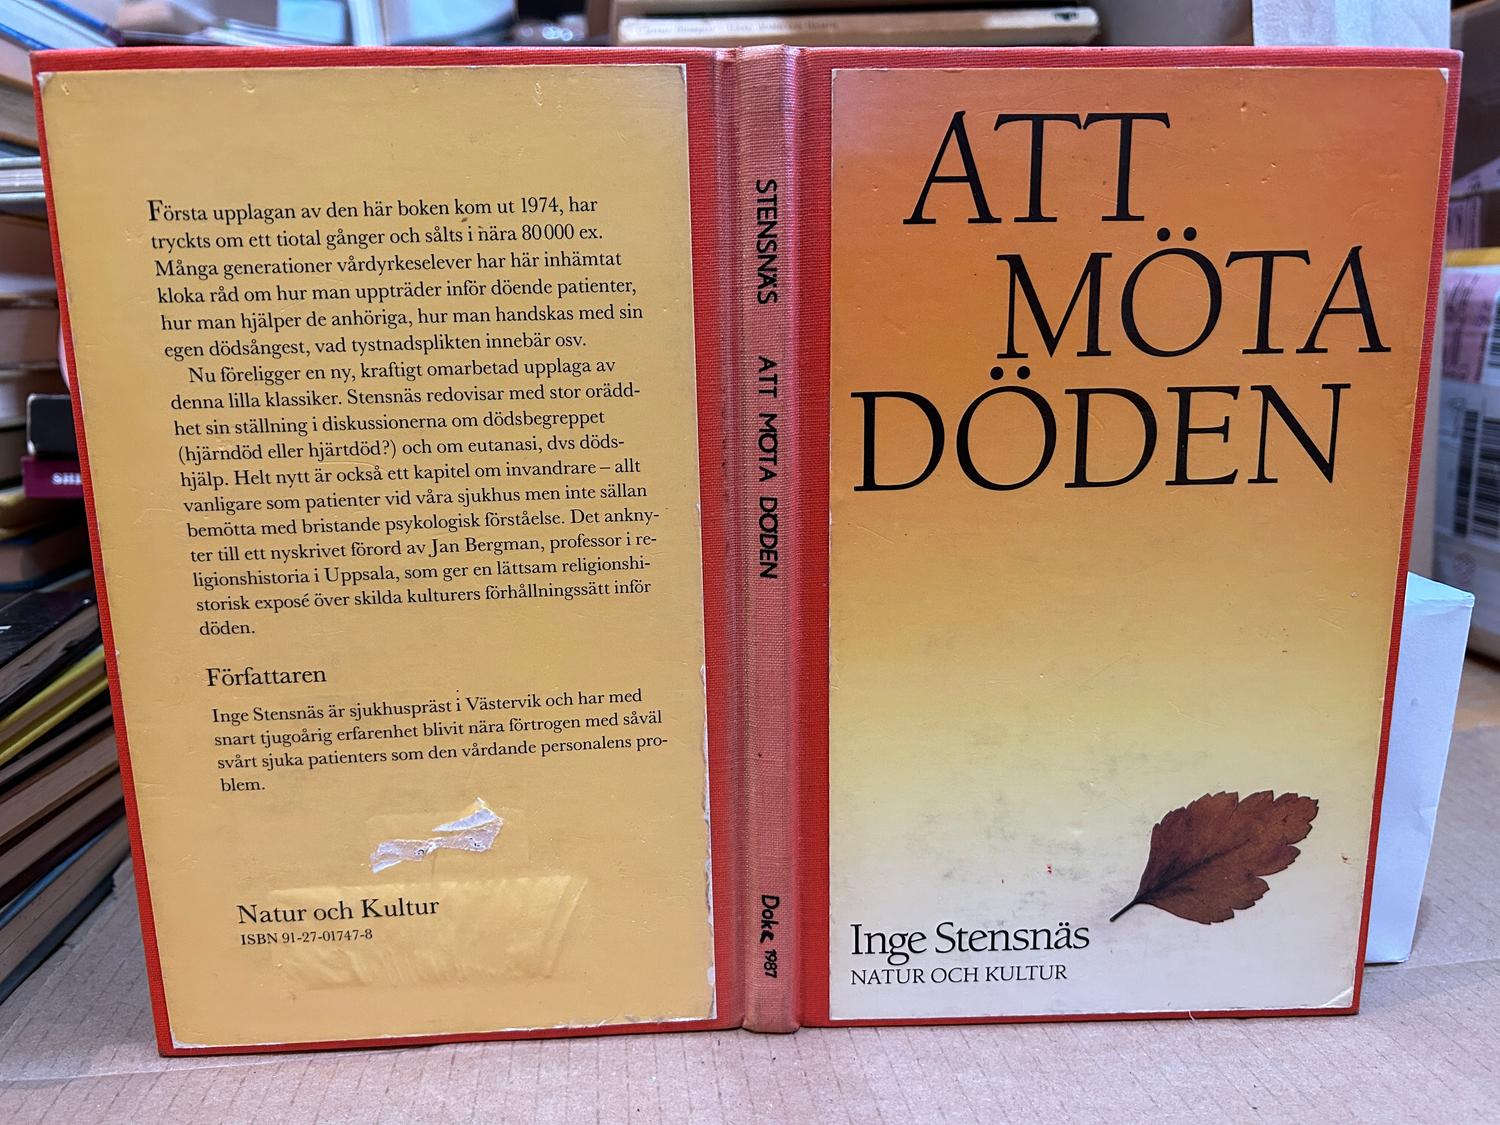 Första upplagan av den här boken kom ut 1974, har
tryckts om ett tiotal gånger och sålts i nära 80 000 ex.
Många generationer vårdyrkeselever har här inhämtat
kloka råd om hur man uppträder inför döende patienter,
hur man hjälper de anhöriga, hur man handskas med sin
egen dödsångest, vad tystnadsplikten innebär osv.
Nu föreligger en ny, kraftigt omarbetad upplaga av
denna lilla klassiker. Stensnäs redovisar med stor orädd-
het sin ställning i diskussionerna om dödsbegreppet
(hjärndöd eller hjärtdöd?) och om eutanasi, dvs döds-
hjälp. Helt nytt är också ett kapitel om invandrare – allt
vanligare som patienter vid våra sjukhus men inte sällan
bemötta med bristande psykologisk förståelse. Det ankny-
ter till ett nyskrivet förord av Jan Bergman, professor i re-
ligionshistoria i Uppsala, som ger en lättsam religionshi-
storisk exposé över skilda kulturers förhållningssätt inför
döden.
Författaren
Inge Stensnäs är sjukhuspräst i Västervik och har med
snart tjugoårig erfarenhet blivit nära förtrogen med såväl
svårt sjuka patienters som den vårdande personalens pro-
blem.
Natur och Kultur
ISBN 91-27-01747-8
STENSNÄS ATT MÖTA DÖDEN Doke 1987
ATT
MÖTA
DÖDEN
Inge Stensnäs
NATUR OCH KULTUR